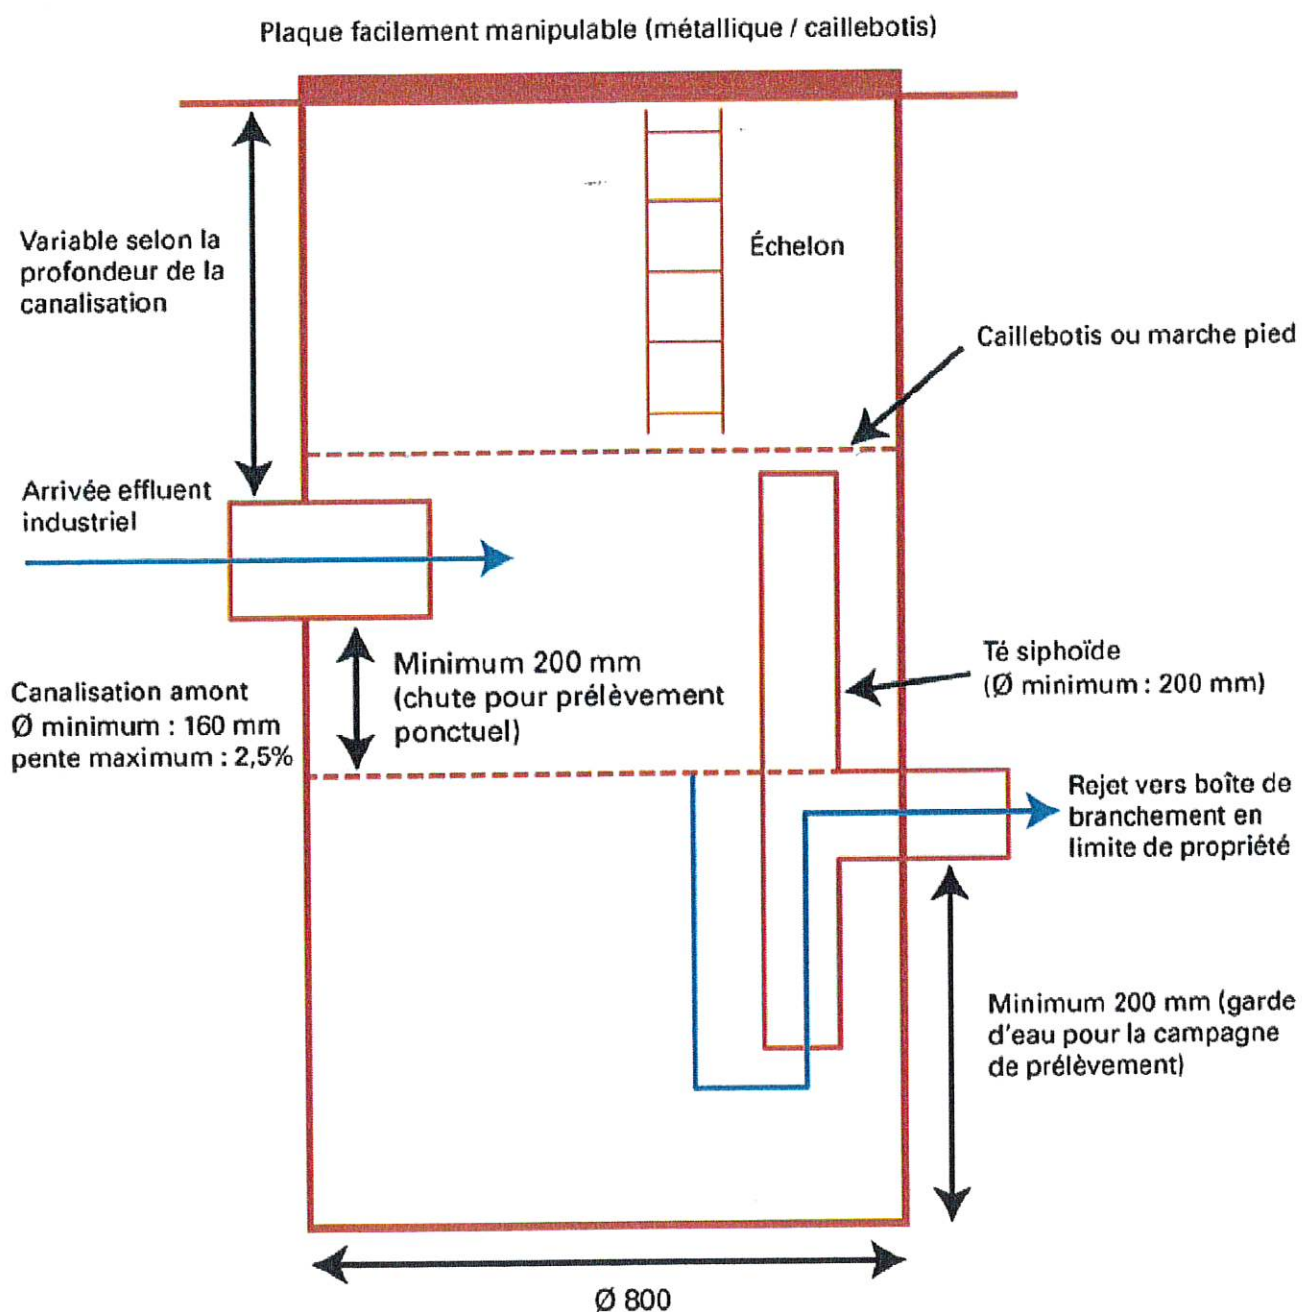 Plaque facilement manipulable (métallique / caillebotis)
Variable selon la
profondeur de la
canalisation
Échelon
Caillebotis ou marche pied
Arrivée effluent
industriel
Minimum 200 mm
(chute pour prélèvement
ponctuel)
Té siphoïde
(Ø minimum : 200 mm)
Canalisation amont
Ø minimum : 160 mm
pente maximum : 2,5%
Rejet vers boîte de
branchement en
limite de propriété
Minimum 200 mm (garde
d'eau pour la campagne
de prélèvement)
Ø 800